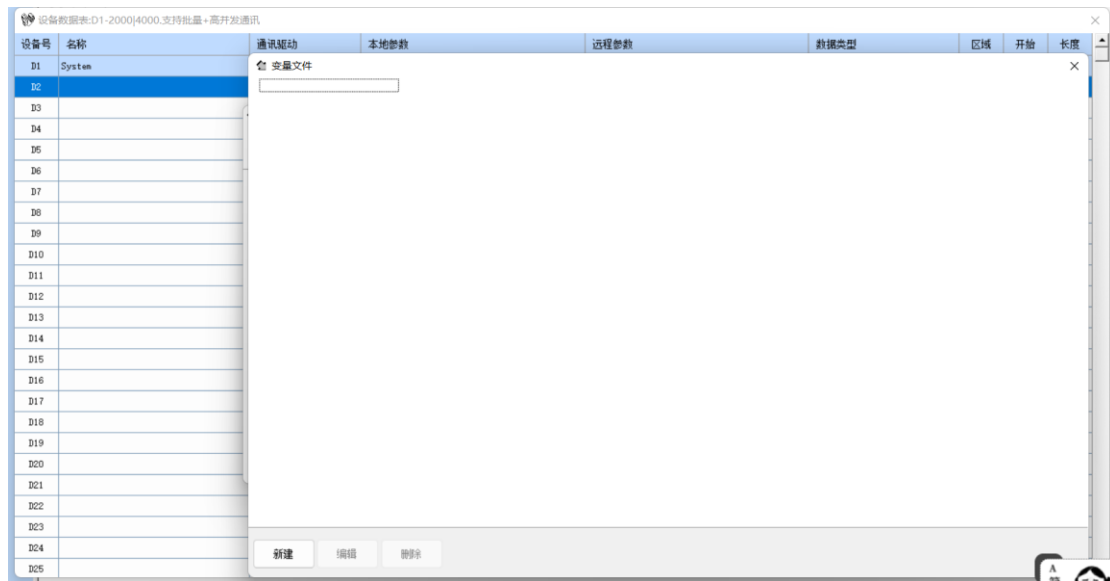 设备数据表:D1-2000|4000.支持批量+高并发通讯
设备号 名称 通讯驱动 本地参数 远程参数 数据类型 区域 开始 长度
D1 System
变量文件
D2
D3
D4
D5
D6
D7
D8
D9
D10
D11
D12
D13
D14
D15
D16
D17
D18
D19
D20
D21
D22
D23
D24
新建 编辑 删除
D25
A